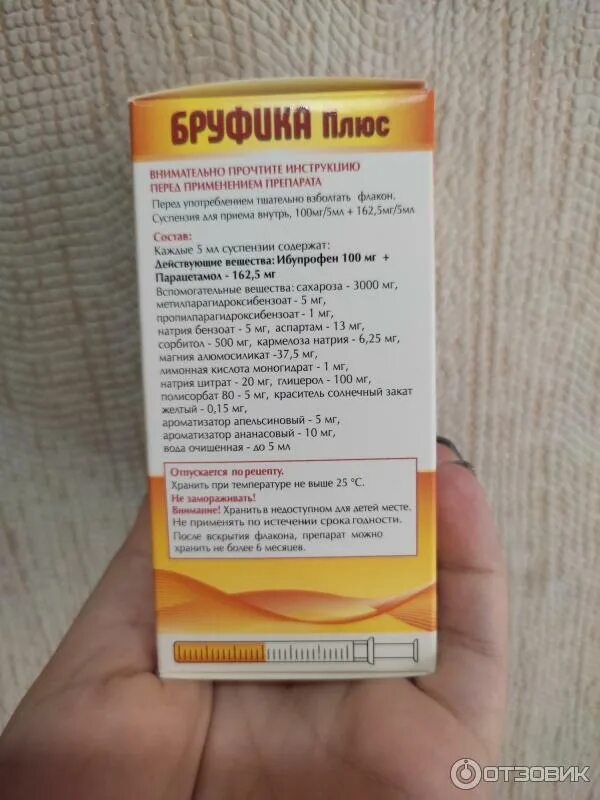 БРУФИКА Плюс
ВНИМАТЕЛЬНО ПРОЧТИТЕ ИНСТРУКЦИЮ
ПЕРЕД ПРИМЕНЕНИЕМ ПРЕПАРАТА
Перед употреблением тщательно взболтать флакон.
Суспензия для приема внутрь, 100мг/5мл + 162,5мг/5мл
Состав:
Каждые 5 мл суспензии содержат:
Действующие вещества: Ибупрофен 100 мг +
Парацетамол - 162,5 мг
Вспомогательные вещества: сахароза - 3000 мг,
метилпарагидроксибензоат - 5 мг,
пропилпарагидроксибензоат - 1 мг,
натрия бензоат - 5 мг, аспартам - 13 мг,
сорбитол - 500 мг, кармелоза натрия - 6,25 мг,
магния алюмосиликат -37,5 мг,
лимонная кислота моногидрат - 1 мг,
натрия цитрат - 20 мг, глицерол - 100 мг,
полисорбат 80 - 5 мг, краситель солнечный закат
желтый - 0,15 мг,
ароматизатор апельсиновый - 5 мг,
ароматизатор ананасовый - 10 мг,
вода очищенная - до 5 мл
Отпускается по рецепту.
Хранить при температуре не выше 25 °C.
Не замораживать!
Внимание! Хранить в недоступном для детей месте.
Не применять по истечении срока годности.
После вскрытия флакона, препарат можно
хранить не более 6 месяцев.
ОТЗОВИК